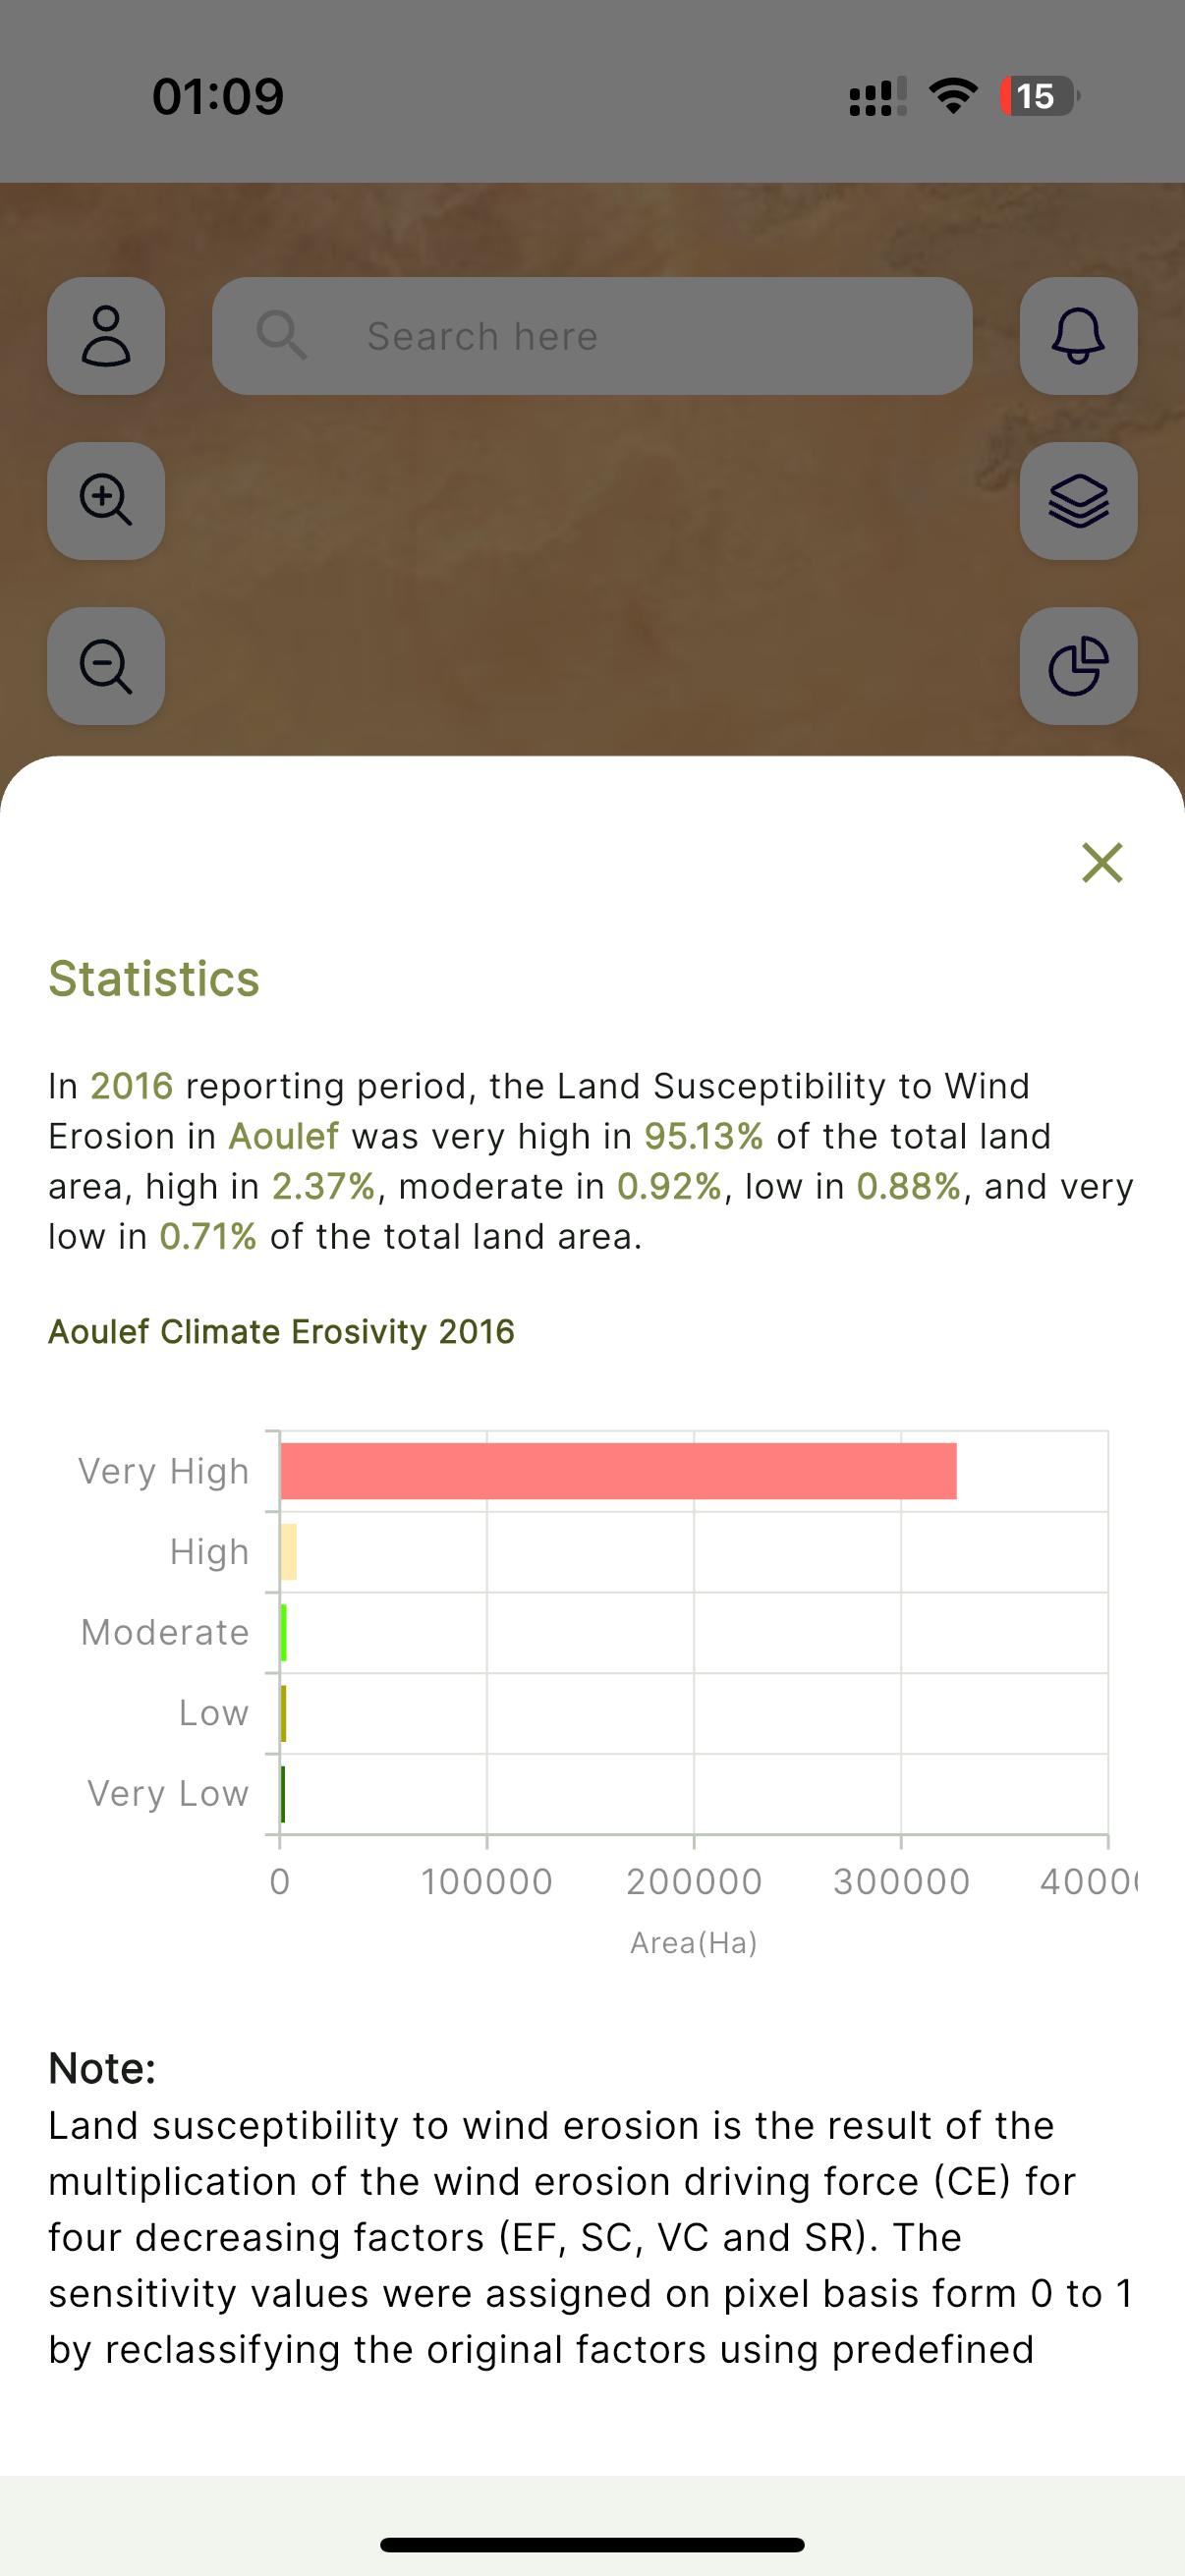 01:09
15
Search here
Statistics
In 2016 reporting period, the Land Susceptibility to Wind
Erosion in Aoulef was very high in 95.13% of the total land
area, high in 2.37%, moderate in 0.92%, low in 0.88%, and very
low in 0.71% of the total land area.
Aoulef Climate Erosivity 2016
Very High
High
Moderate
Low
Very Low
0 100000 200000 300000 4000
Area(Ha)
Note:
Land susceptibility to wind erosion is the result of the
multiplication of the wind erosion driving force (CE) for
four decreasing factors (EF, SC, VC and SR). The
sensitivity values were assigned on pixel basis form 0 to 1
by reclassifying the original factors using predefined